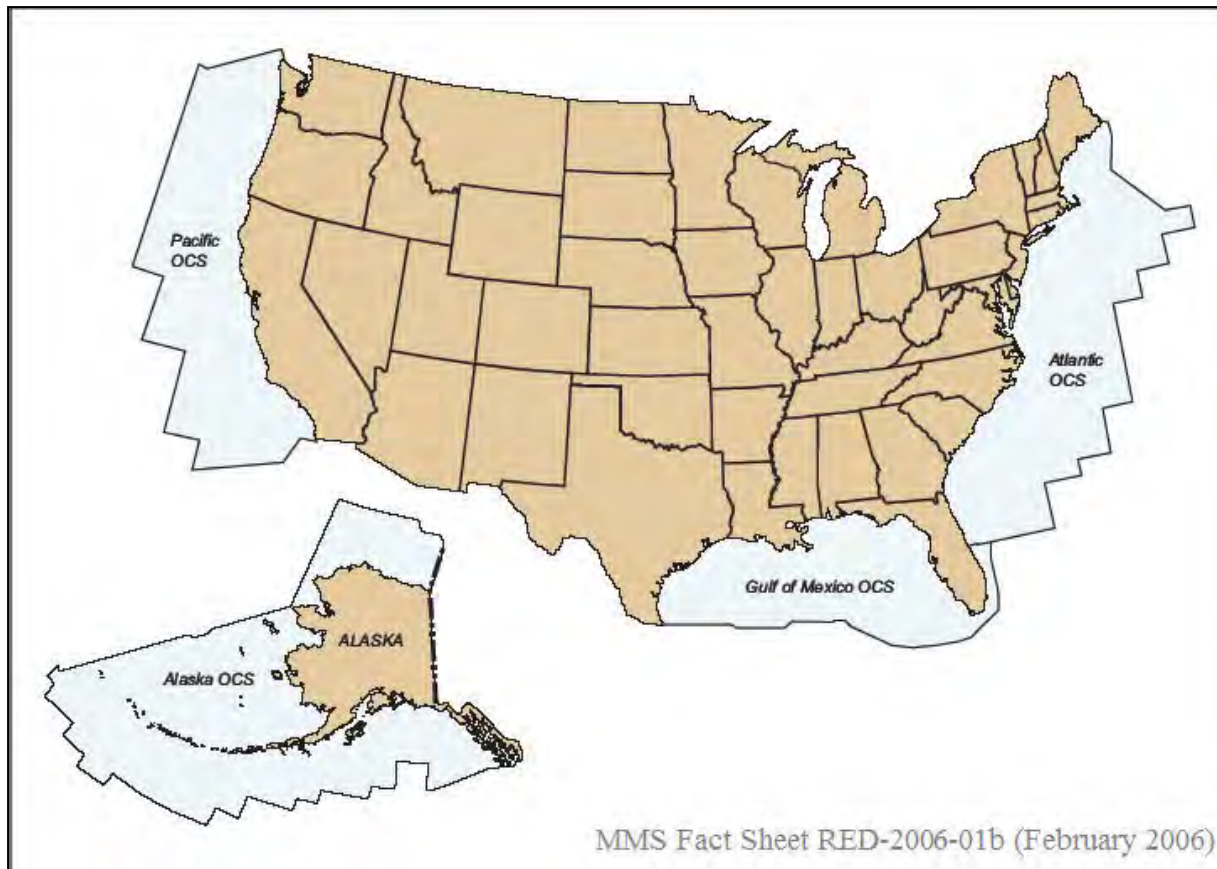 Pacific
OCS
Atlantic
OCS
Gulf of Mexico OCS
ALASKA
Alaska OCS
MMS Fact Sheet RED-2006-01b (February 2006)